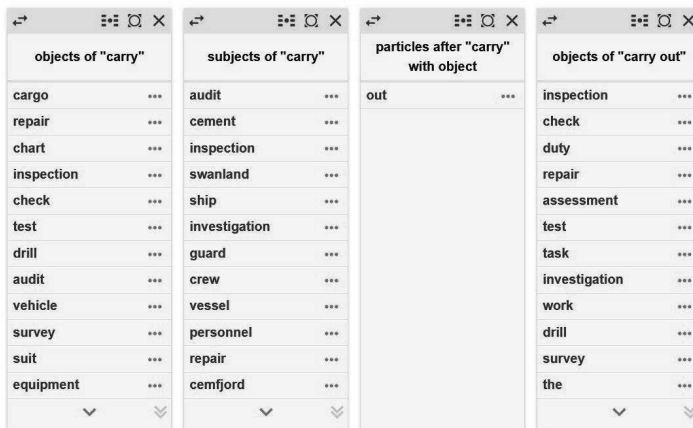 objects of "carry"
cargo
repair
chart
inspection
check
test
drill
audit
vehicle
survey
suit
equipment
subjects of "carry"
audit
cement
inspection
swanland
ship
investigation
guard
crew
vessel
personnel
repair
cemfjord
particles after "carry"
with object
out
objects of "carry out"
inspection
check
duty
repair
assessment
test
task
investigation
work
drill
survey
the